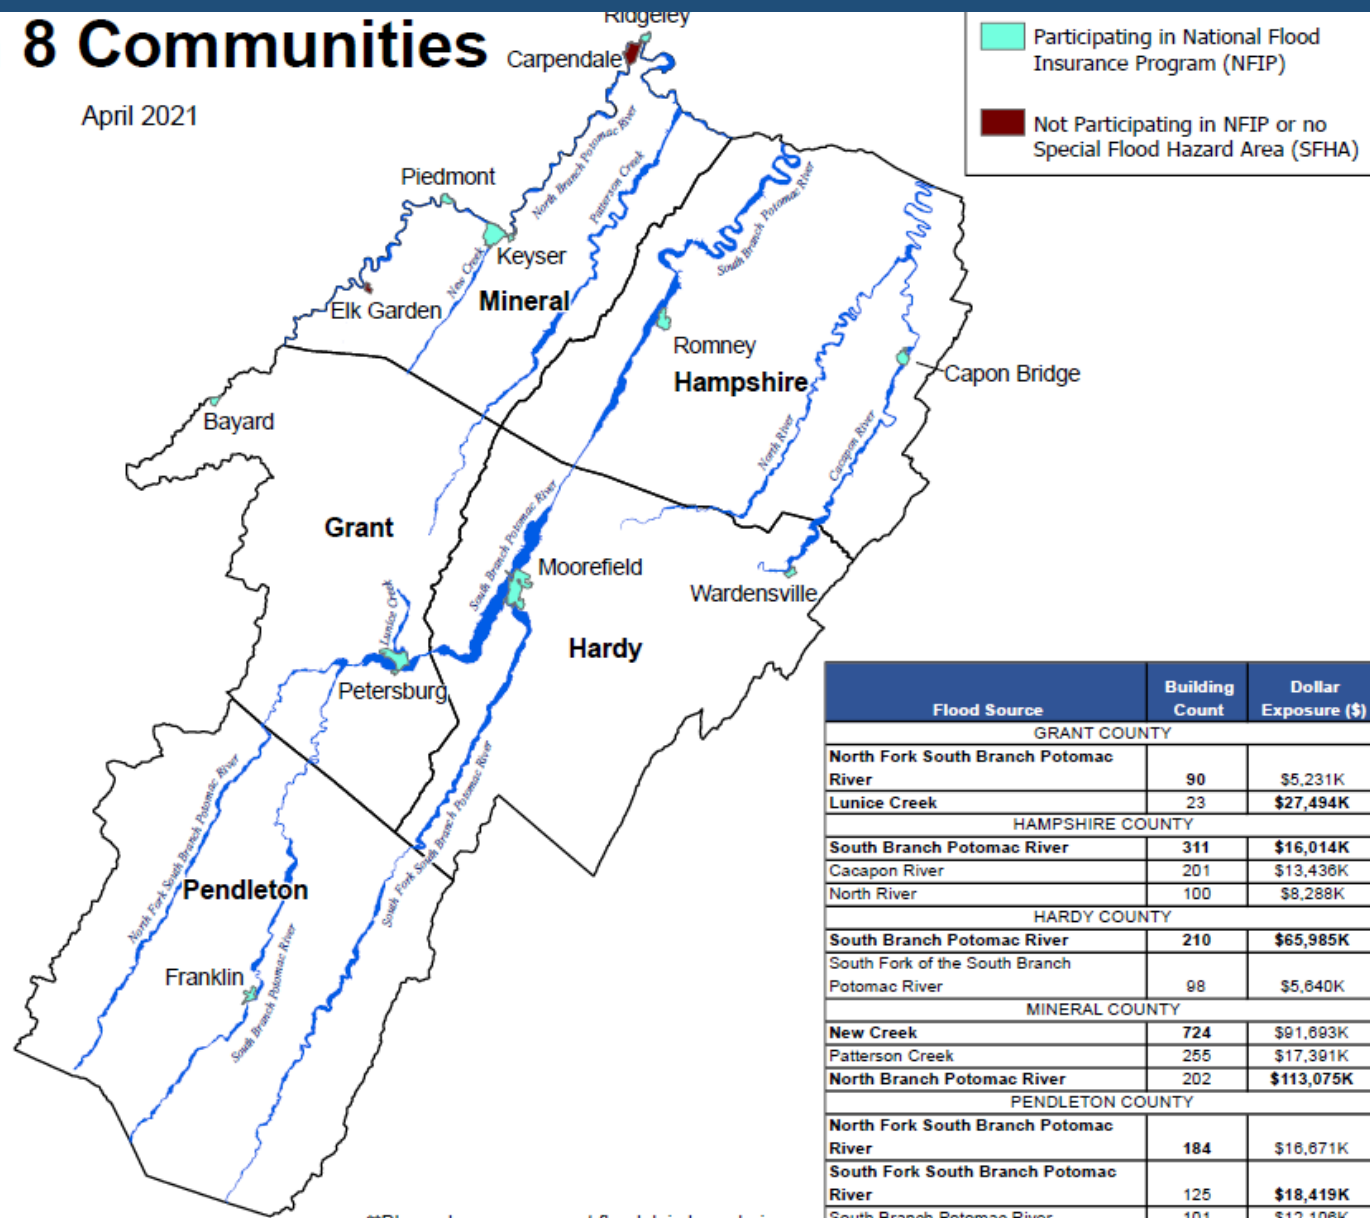 8 Communities
April 2021
Ridgeley
Carpendale
Participating in National Flood
Insurance Program (NFIP)
Not Participating in NFIP or no
Special Flood Hazard Area (SFHA)
North Branch Potomac River
Patterson Creek
South Branch Potomac River
Piedmont
Keyser
New Creek
Mineral
Elk Garden
Romney
Hampshire
Capon Bridge
Bayard
North River
Cacapon River
Grant
South Branch Potomac River
Moorefield
Wardensville
Lunice Creek
Hardy
Petersburg
North Fork South Branch Potomac River
South Fork South Branch Potomac River
Pendleton
Franklin
South Branch Potomac River
Flood Source Building Count Dollar Exposure ($)
GRANT COUNTY
North Fork South Branch Potomac
River 90 $5,231K
Lunice Creek 23 $27,494K
HAMPSHIRE COUNTY
South Branch Potomac River 311 $16,014K
Cacapon River 201 $13,436K
North River 100 $8,288K
HARDY COUNTY
South Branch Potomac River 210 $65,985K
South Fork of the South Branch
Potomac River 98 $5,640K
MINERAL COUNTY
New Creek 724 $91,693K
Patterson Creek 255 $17,391K
North Branch Potomac River 202 $113,075K
PENDLETON COUNTY
North Fork South Branch Potomac
River 184 $16,671K
South Fork South Branch Potomac
River 125 $18,419K
South Branch Potomac River 101 $12,196K